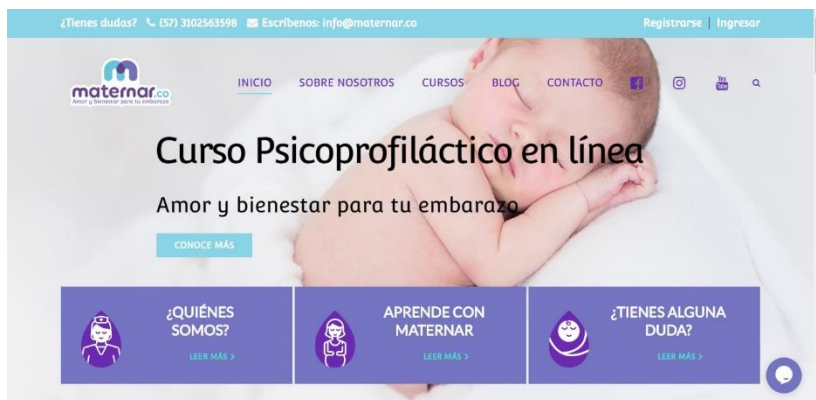 ¿Tienes dudas? (57) 3102563598 Escríbenos: info@maternar.co Registrarse | Ingresar
maternar.co
Amor y bienestar para tu embarazo
INICIO SOBRE NOSOTROS CURSOS BLOG CONTACTO You Tube
Curso Psicoprofiláctico en línea
Amor y bienestar para tu embarazo
CONOCE MÁS
¿QUIÉNES
SOMOS?
LEER MÁS >
APRENDE CON
MATERNAR
LEER MÁS >
¿TIENES ALGUNA
DUDA?
LEER MÁS >